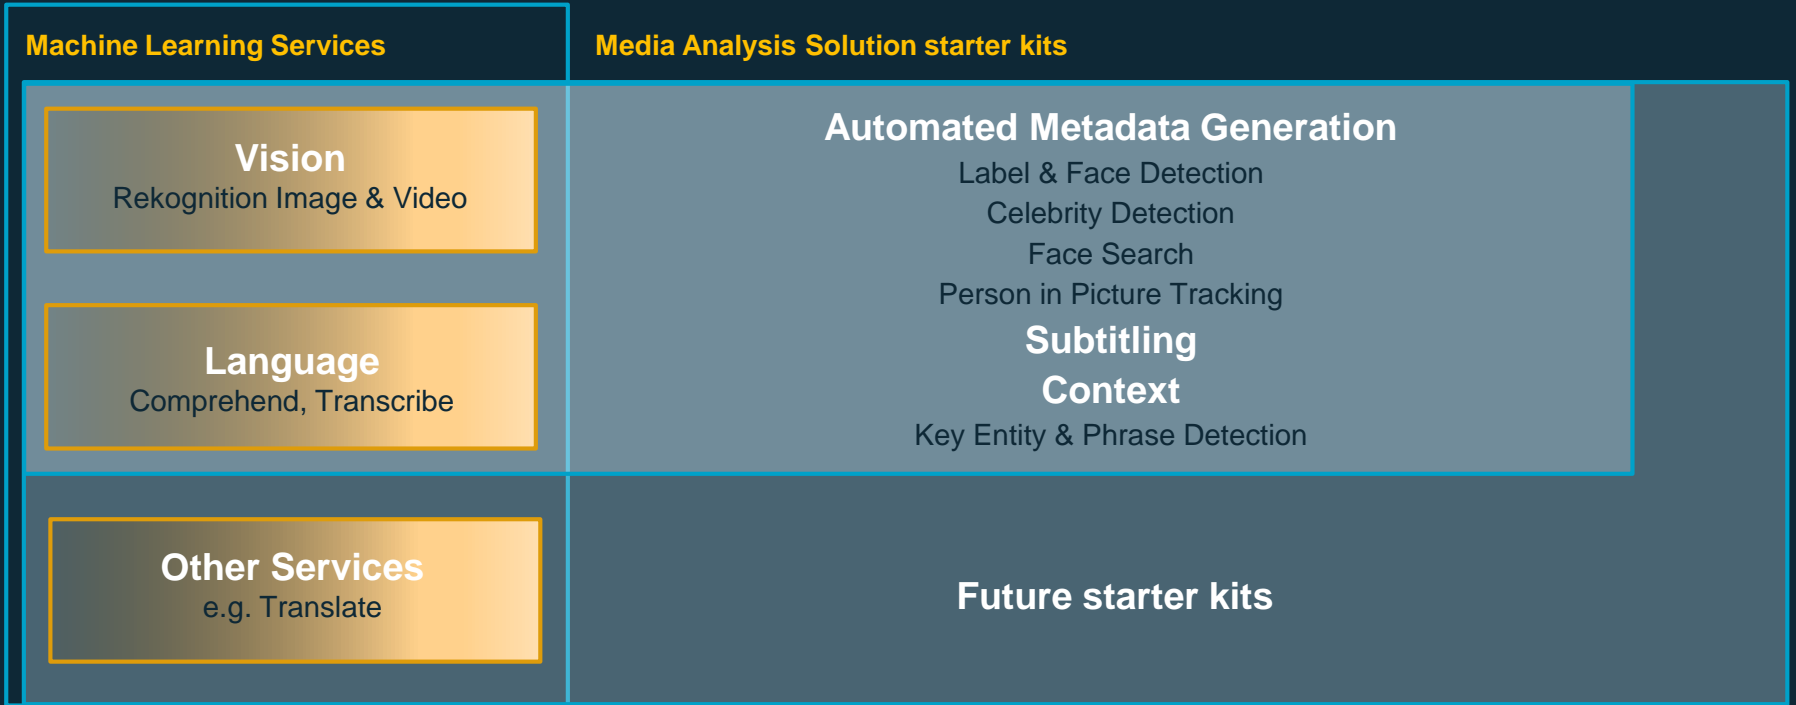 Machine Learning Services
Media Analysis Solution starter kits
Vision
Rekognition Image & Video
Language
Comprehend, Transcribe
Automated Metadata Generation
Label & Face Detection
Celebrity Detection
Face Search
Person in Picture Tracking
Subtitling
Context
Key Entity & Phrase Detection
Other Services
e.g. Translate
Future starter kits